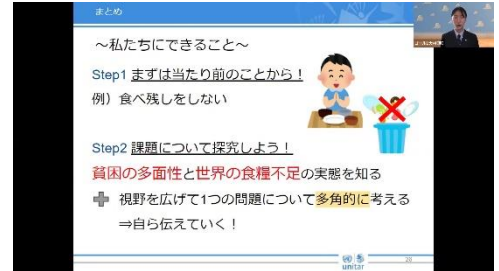 まとめ
～私たちにできること～
Step1 まずは当たり前のことから！
例）食べ残しをしない
Step2 課題について探究しよう！
貧困の多面性と世界の食糧不足の実態を知る
視野を広げて1つの問題について多角的に考える
⇒自ら伝えていく！
unitar
28